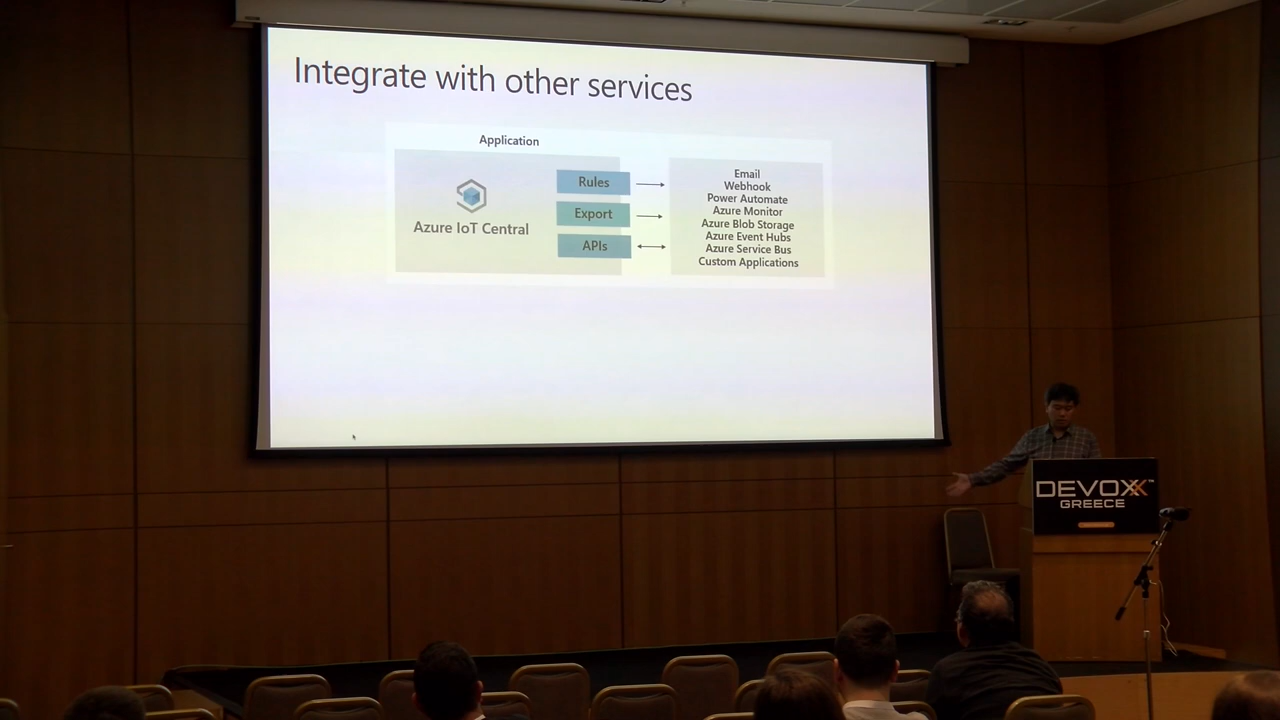 Integrate with other services
Application
Azure IoT Central
Rules
Export
APIs
Email
Webhook
Power Automate
Azure Monitor
Azure Blob Storage
Azure Event Hubs
Azure Service Bus
Custom Applications
DEVOXX™
GREECE